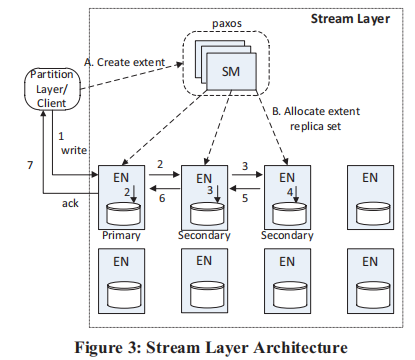 Stream Layer
paxos
SM
Partition
Layer/
Client
A. Create extent
B. Allocate extent
replica set
1
write
7
ack
EN
2
Primary
2
6
EN
3
Secondary
3
5
EN
4
Secondary
EN
EN
EN
EN
EN
Figure 3: Stream Layer Architecture